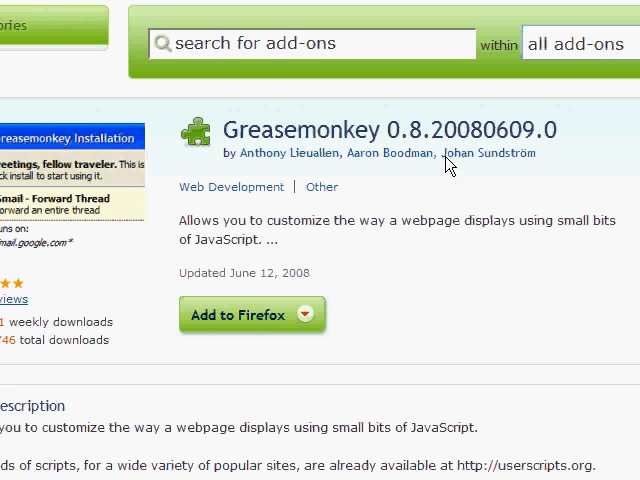 ories
search for add-ons within all add-ons
Greasemonkey 0.8.20080609.0
by Anthony Lieuallen, Aaron Boodman, Johan Sundström
Web Development | Other
Allows you to customize the way a webpage displays using small bits
of JavaScript. ...
Updated June 12, 2008
Add to Firefox
reasemonkey Installation
eetings, fellow traveler. This is
ck install to start using it.
mail - Forward Thread
orward an entire thread
uns on:
mail.google.com*
views
1 weekly downloads
746 total downloads
escription
you to customize the way a webpage displays using small bits of JavaScript.
ds of scripts, for a wide variety of popular sites, are already available at http://userscripts.org.